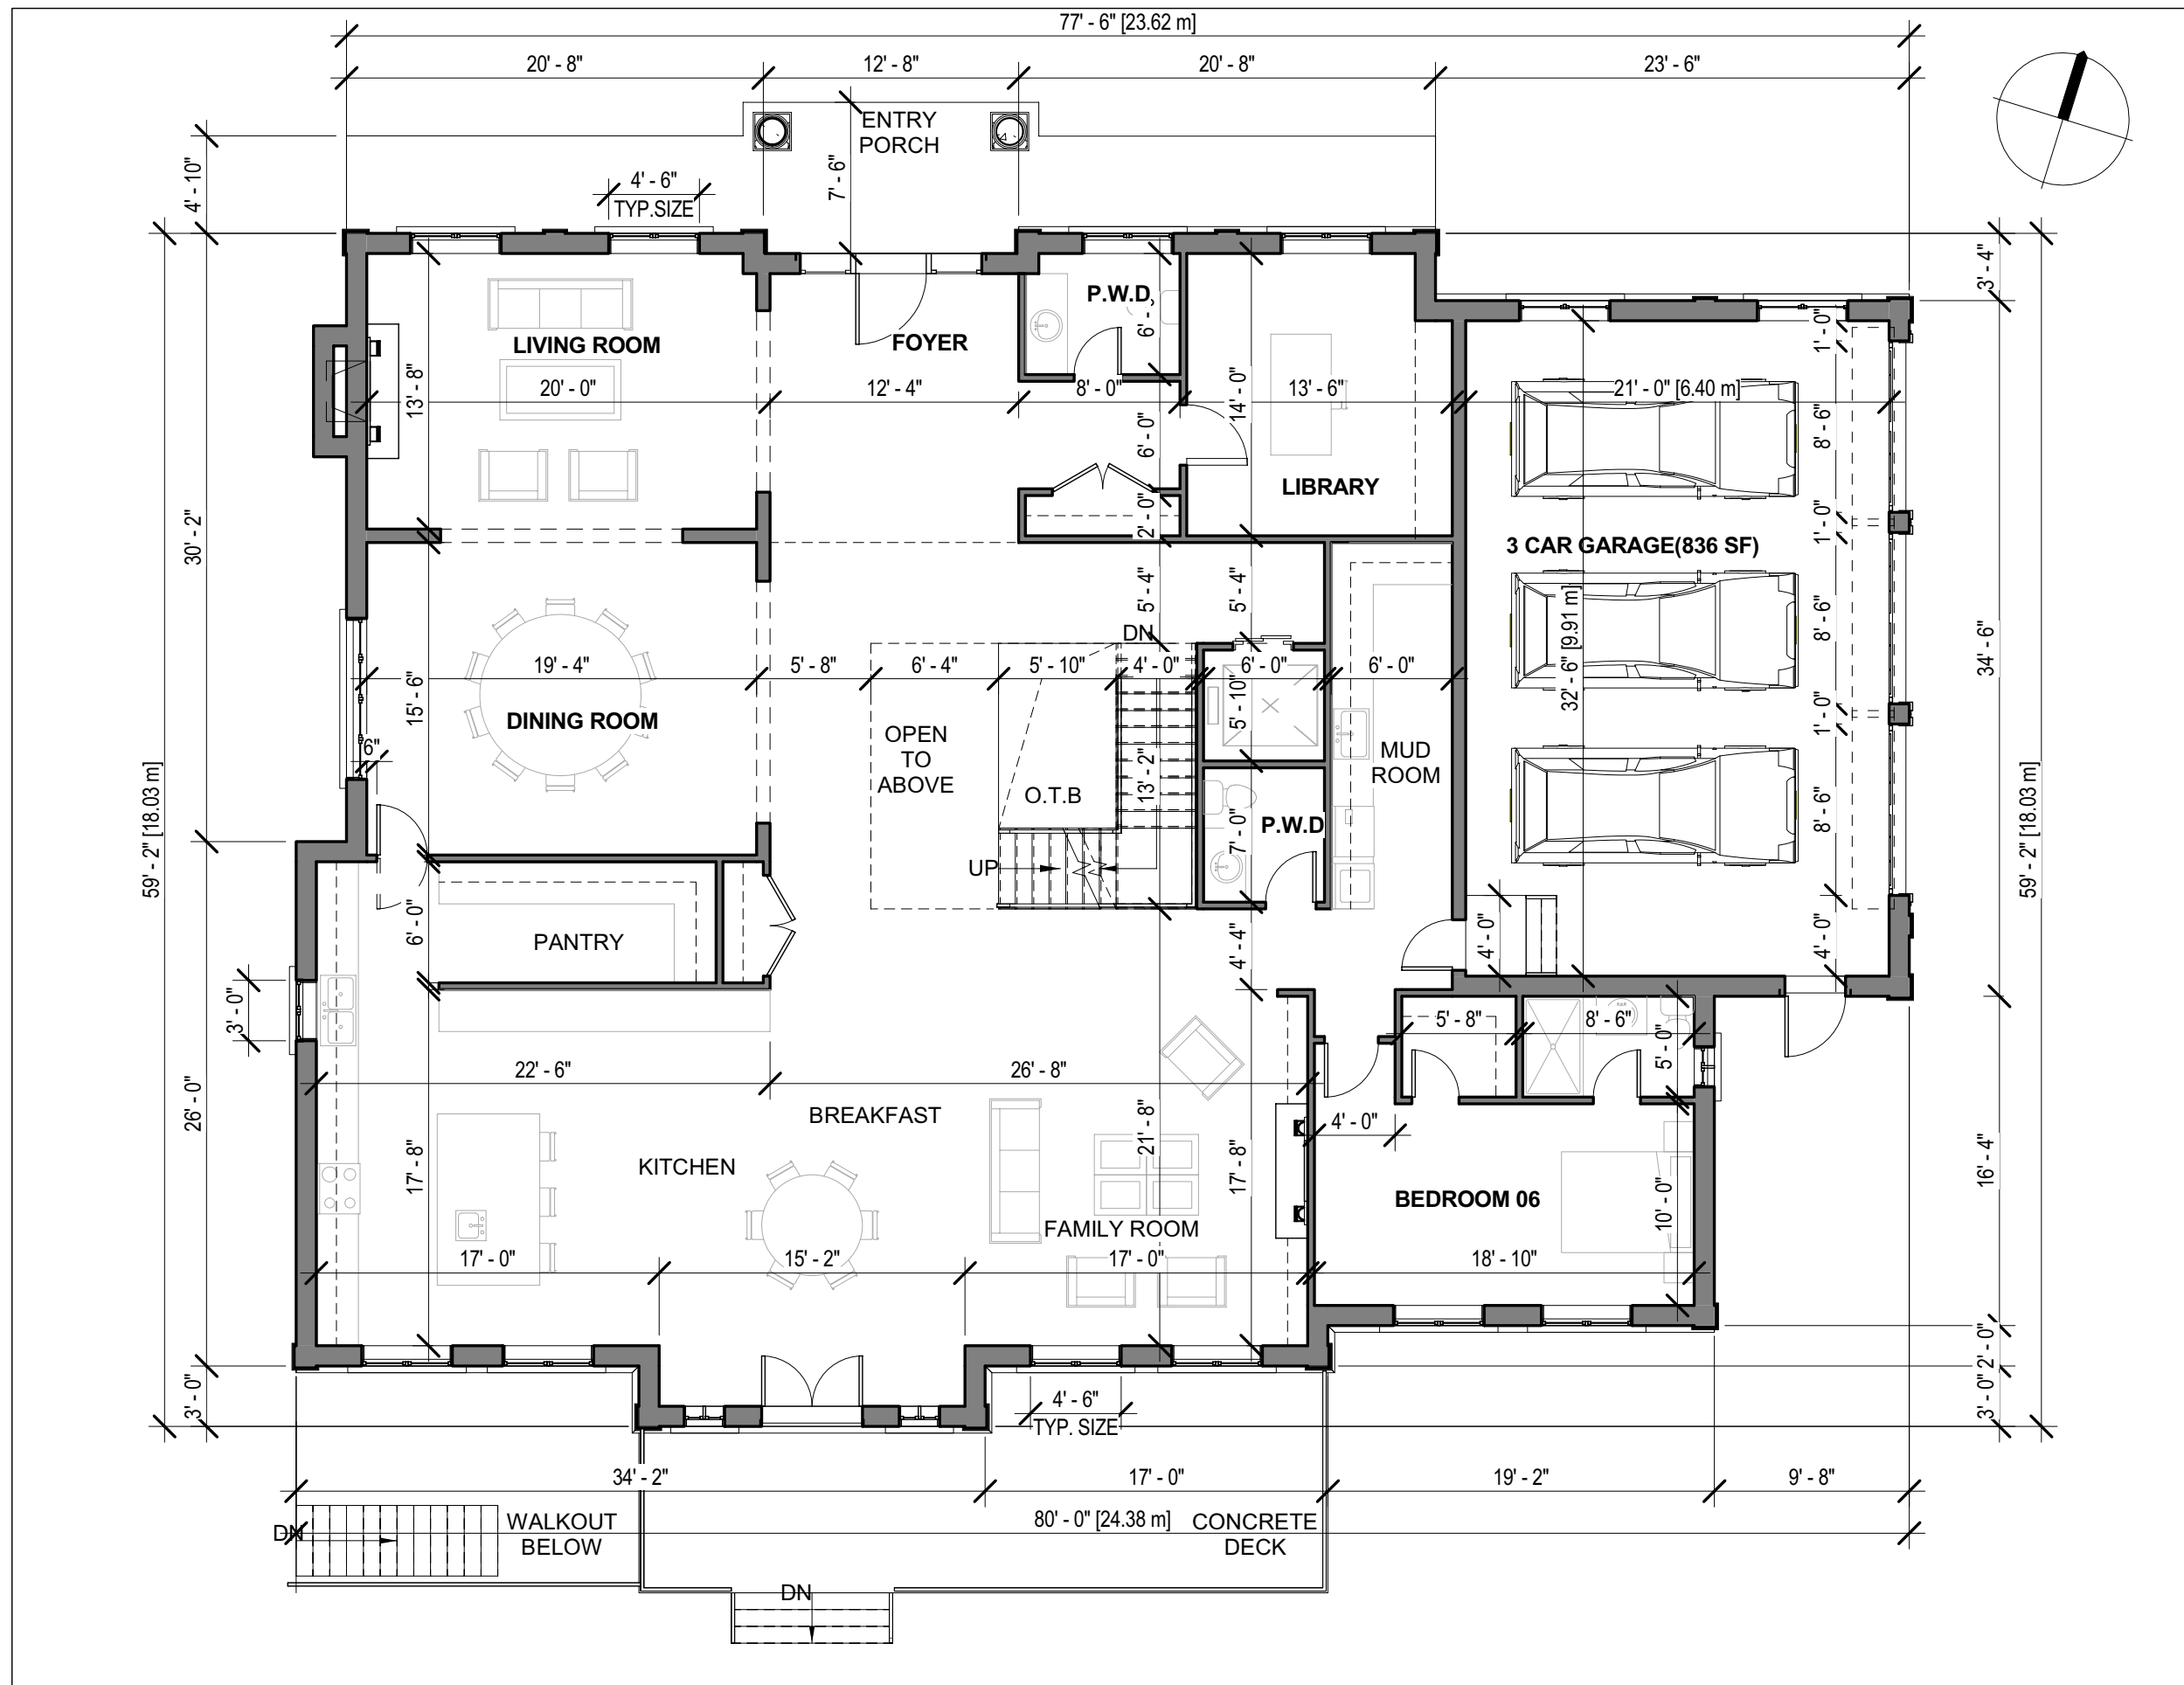 77' - 6" [23.62 m]
20' - 8"
12' - 8"
20' - 8"
23' - 6"
ENTRY
PORCH
4' - 10"
7' - 6"
4' - 6"
TYP.SIZE
3' - 4"
P.W.D
6' - 0"
1' - 0"
LIVING ROOM
FOYER
13' - 8"
20' - 0"
12' - 4"
8' - 0"
14' - 0"
13' - 6"
21' - 0" [6.40 m]
8' - 6"
6' - 0"
LIBRARY
30' - 2"
2' - 0"
1' - 0"
3 CAR GARAGE(836 SF)
5' - 4"
5' - 4"
32' - 6" [9.91 m]
8' - 6"
34' - 6"
DN
19' - 4"
5' - 8"
6' - 4"
5' - 10"
4' - 0"
6' - 0"
6' - 0"
15' - 6"
5' - 10"
DINING ROOM
1' - 0"
6"
OPEN
TO
ABOVE
MUD
ROOM
13' - 2"
O.T.B
59' - 2" [18.03 m]
59' - 2" [18.03 m]
8' - 6"
P.W.D
7' - 0"
UP
6' - 0"
PANTRY
4' - 4"
4' - 0"
4' - 0"
3' - 0"
5' - 8"
8' - 6"
5' - 0"
22' - 6"
26' - 8"
26' - 0"
BREAKFAST
21' - 8"
4' - 0"
17' - 8"
17' - 8"
KITCHEN
16' - 4"
BEDROOM 06
10' - 0"
FAMILY ROOM
17' - 0"
15' - 2"
17' - 0"
18' - 10"
2' - 0"
3' - 0"
4' - 6"
TYP. SIZE
3' - 0"
34' - 2"
17' - 0"
19' - 2"
9' - 8"
DN
WALKOUT
BELOW
80' - 0" [24.38 m]
CONCRETE
DECK
DN